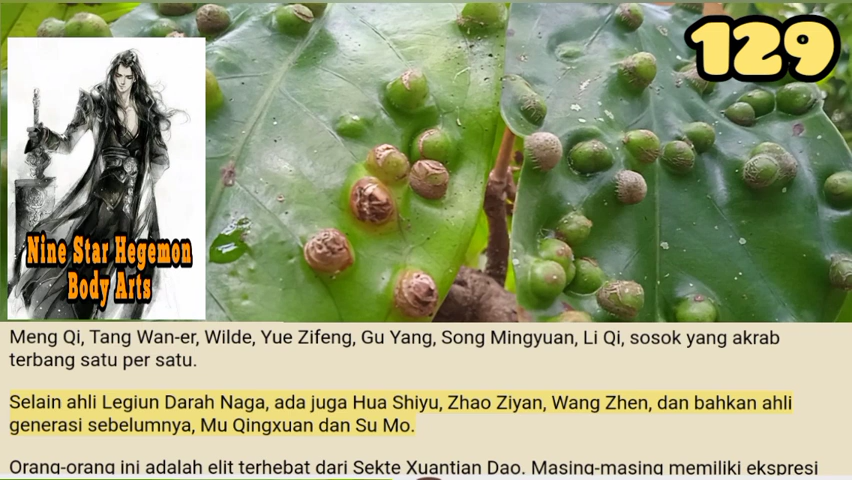 129
Nine Star Hegemon
Body Arts
Meng Qi, Tang Wan-er, Wilde, Yue Zifeng, Gu Yang, Song Mingyuan, Li Qi, sosok yang akrab
terbang satu per satu.
Selain ahli Legiun Darah Naga, ada juga Hua Shiyu, Zhao Ziyan, Wang Zhen, dan bahkan ahli
generasi sebelumnya, Mu Qingxuan dan Su Mo.
Orang-orang ini adalah elit terhebat dari Sekte Xuantian Dao. Masing-masing memiliki ekspresi